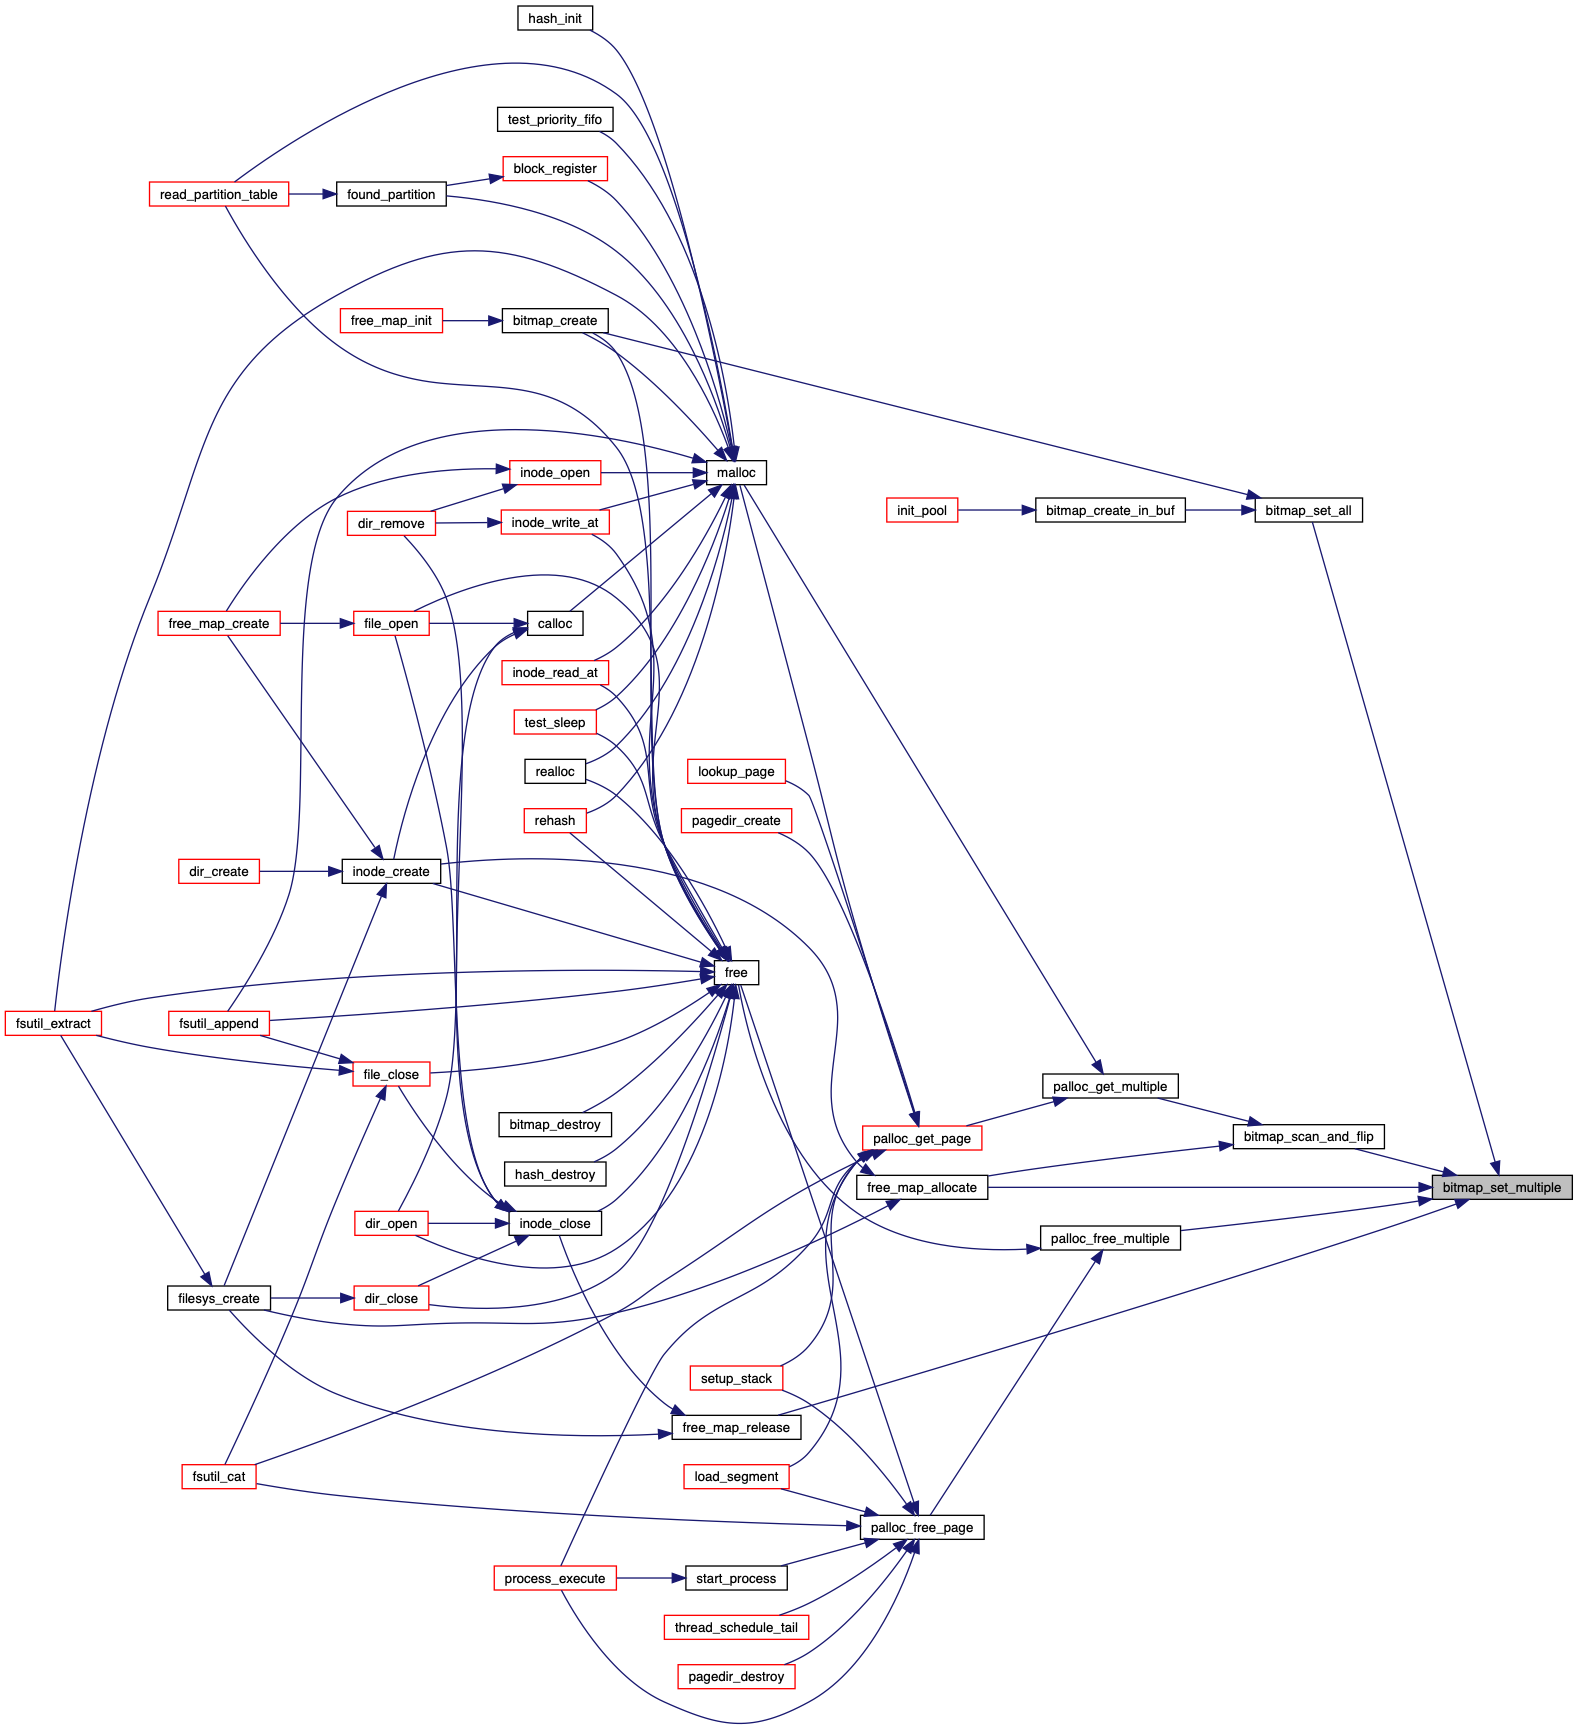 hash_init
test_priority_fifo
block_register
read_partition_table
found_partition
free_map_init
bitmap_create
inode_open
malloc
init_pool
bitmap_create_in_buf
bitmap_set_all
dir_remove
inode_write_at
free_map_create
file_open
calloc
inode_read_at
test_sleep
realloc
lookup_page
rehash
pagedir_create
dir_create
inode_create
free
fsutil_extract
fsutil_append
file_close
palloc_get_multiple
bitmap_destroy
palloc_get_page
bitmap_scan_and_flip
hash_destroy
free_map_allocate
bitmap_set_multiple
dir_open
inode_close
palloc_free_multiple
filesys_create
dir_close
setup_stack
free_map_release
fsutil_cat
load_segment
palloc_free_page
process_execute
start_process
thread_schedule_tail
pagedir_destroy